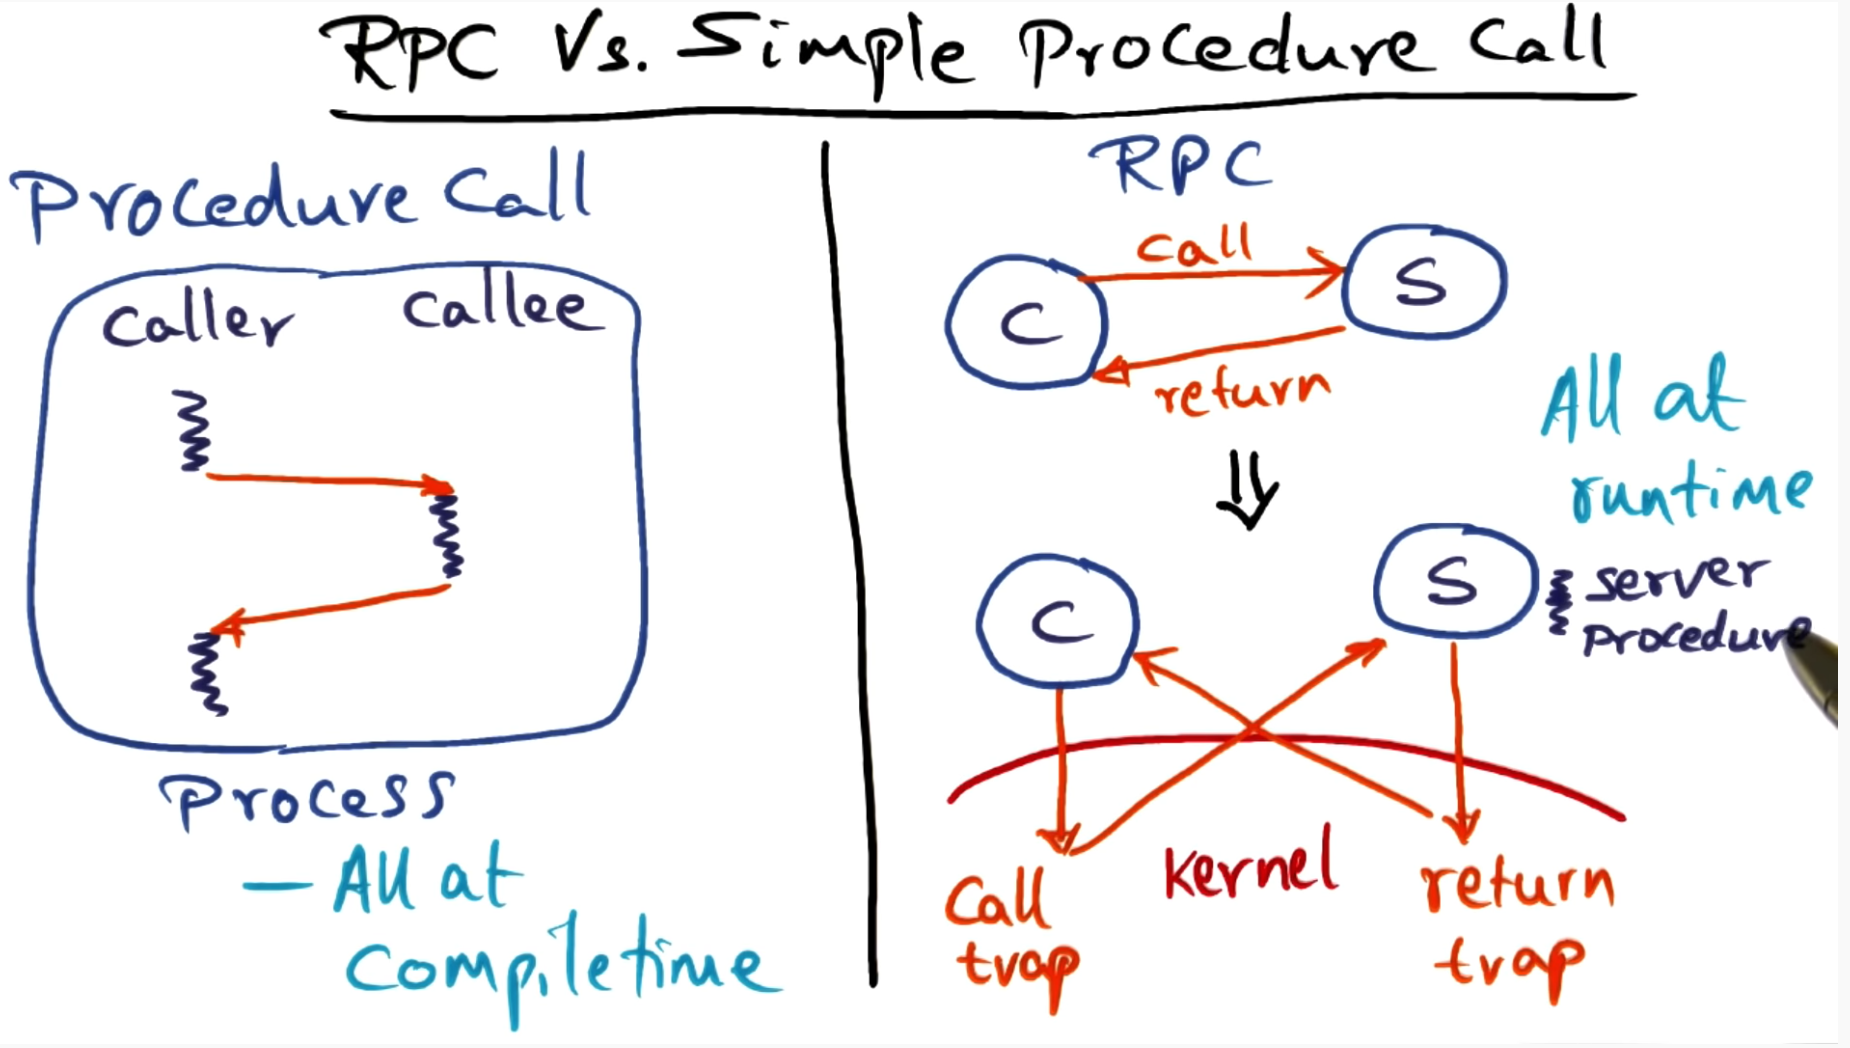 RPC Vs. Simple Procedure Call
Procedure Call
Caller
Callee
Process
— All at
Compiletime
RPC
call
C
S
return
All at
runtime
C
S
server
procedure
Kernel
Call
trap
return
trap